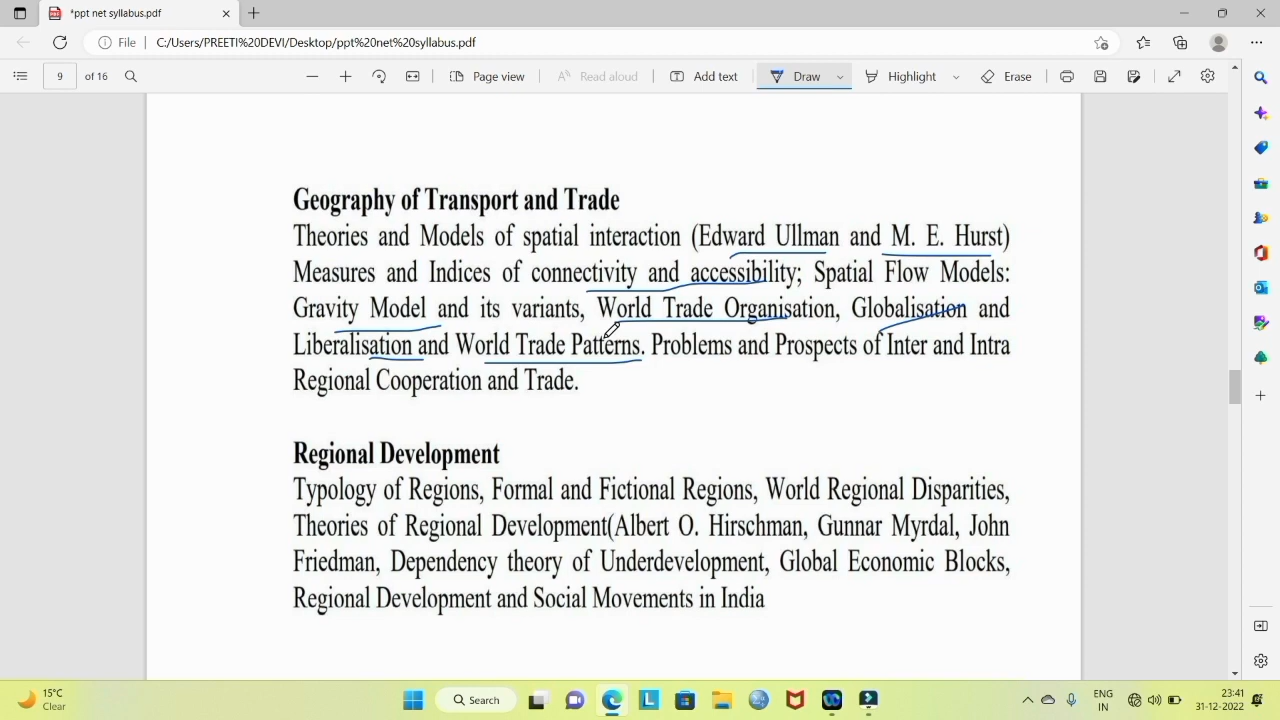 *ppt net syllabus.pdf
File C:/Users/PREETI%20DEVI/Desktop/ppt%20net%20syllabus.pdf
9 of 16 Page view Read aloud Add text Draw Highlight Erase
Geography of Transport and Trade
Theories and Models of spatial interaction (Edward Ullman and M. E. Hurst)
Measures and Indices of connectivity and accessibility; Spatial Flow Models:
Gravity Model and its variants, World Trade Organisation, Globalisation and
Liberalisation and World Trade Patterns. Problems and Prospects of Inter and Intra
Regional Cooperation and Trade.
Regional Development
Typology of Regions, Formal and Fictional Regions, World Regional Disparities,
Theories of Regional Development(Albert O. Hirschman, Gunnar Myrdal, John
Friedman, Dependency theory of Underdevelopment, Global Economic Blocks,
Regional Development and Social Movements in India
15°C
Clear
Search
ENG
IN
23:41
31-12-2022